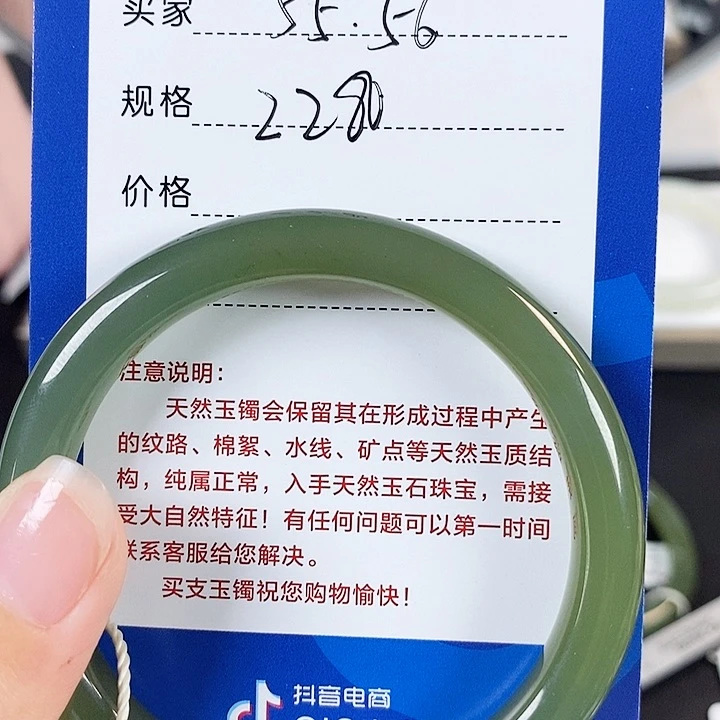 买家 55.56
规格 2280
价格
注意说明：
天然玉镯会保留其在形成过程中产生
的纹路、棉絮、水线、矿点等天然玉质结
构，纯属正常，入手天然玉石珠宝，需接
受大自然特征！有任何问题可以第一时间
联系客服给您解决。
买支玉镯祝您购物愉快！
抖音电商